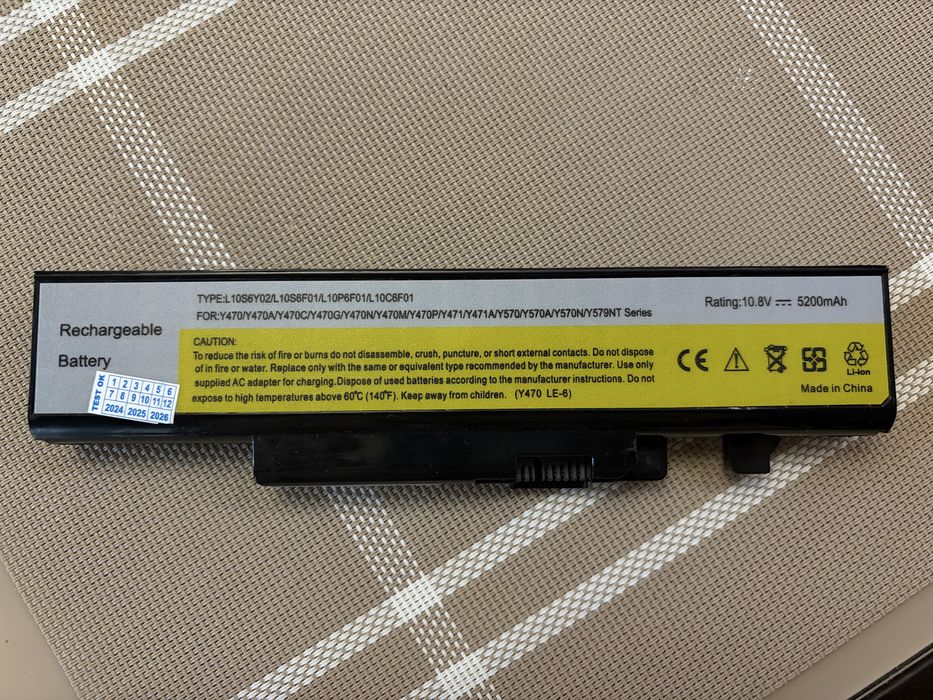 TYPE:L10S6Y02/L10S6F01/L10P6F01/L10C6F01
FOR:Y470/Y470A/Y470C/Y470G/Y470N/Y470M/Y470P/Y471/Y471A/Y570/Y570A/Y570N/Y579NT Series
Rating:10.8V 5200mAh
Rechargeable
Battery
CAUTION:
To reduce the risk of fire or burns do not disassemble, crush, puncture, or short external contacts. Do not dispose
of in fire or water. Replace only with the same or equivalent type recommended by the manufacturer. Use only
supplied AC adapter for charging.Dispose of used batteries according to the manufacturer instructions. Do not
expose to high temperatures above 60℃ (140℉). Keep away from children. (Y470 LE-6)
CE
Li-ion
Made in China
TEST OK
1 2 3 4 5 6
7 8 9 10 11 12
2024 2025 2026